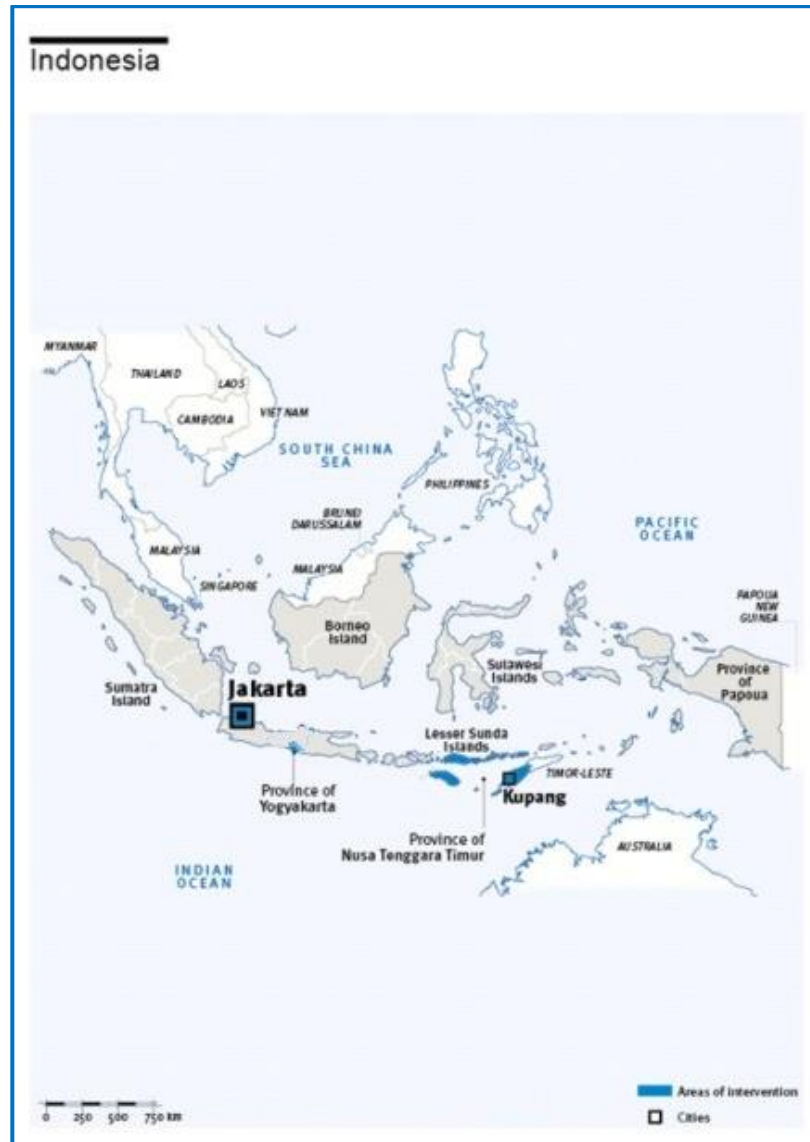 Indonesia
MYANMAR
THAILAND
LAOS
CAMBODIA
VIET NAM
SOUTH CHINA
SEA
PHILIPPINES
BRUNEI
DARUSSALAM
PACIFIC
OCEAN
MALAYSIA
MALAYSIA
SINGAPORE
PAPOUA
NEW
GUINEA
Borneo
Island
Sulawesi
Islands
Province
of
Papoua
Sumatra
Island
Jakarta
Lesser Sunda
Islands
TIMOR-LESTE
Province of
Yogyakarta
Kupang
Province of
Nusa Tenggara Timur
AUSTRALIA
INDIAN
OCEAN
Areas of intervention
0 250 500 750 km
Cities